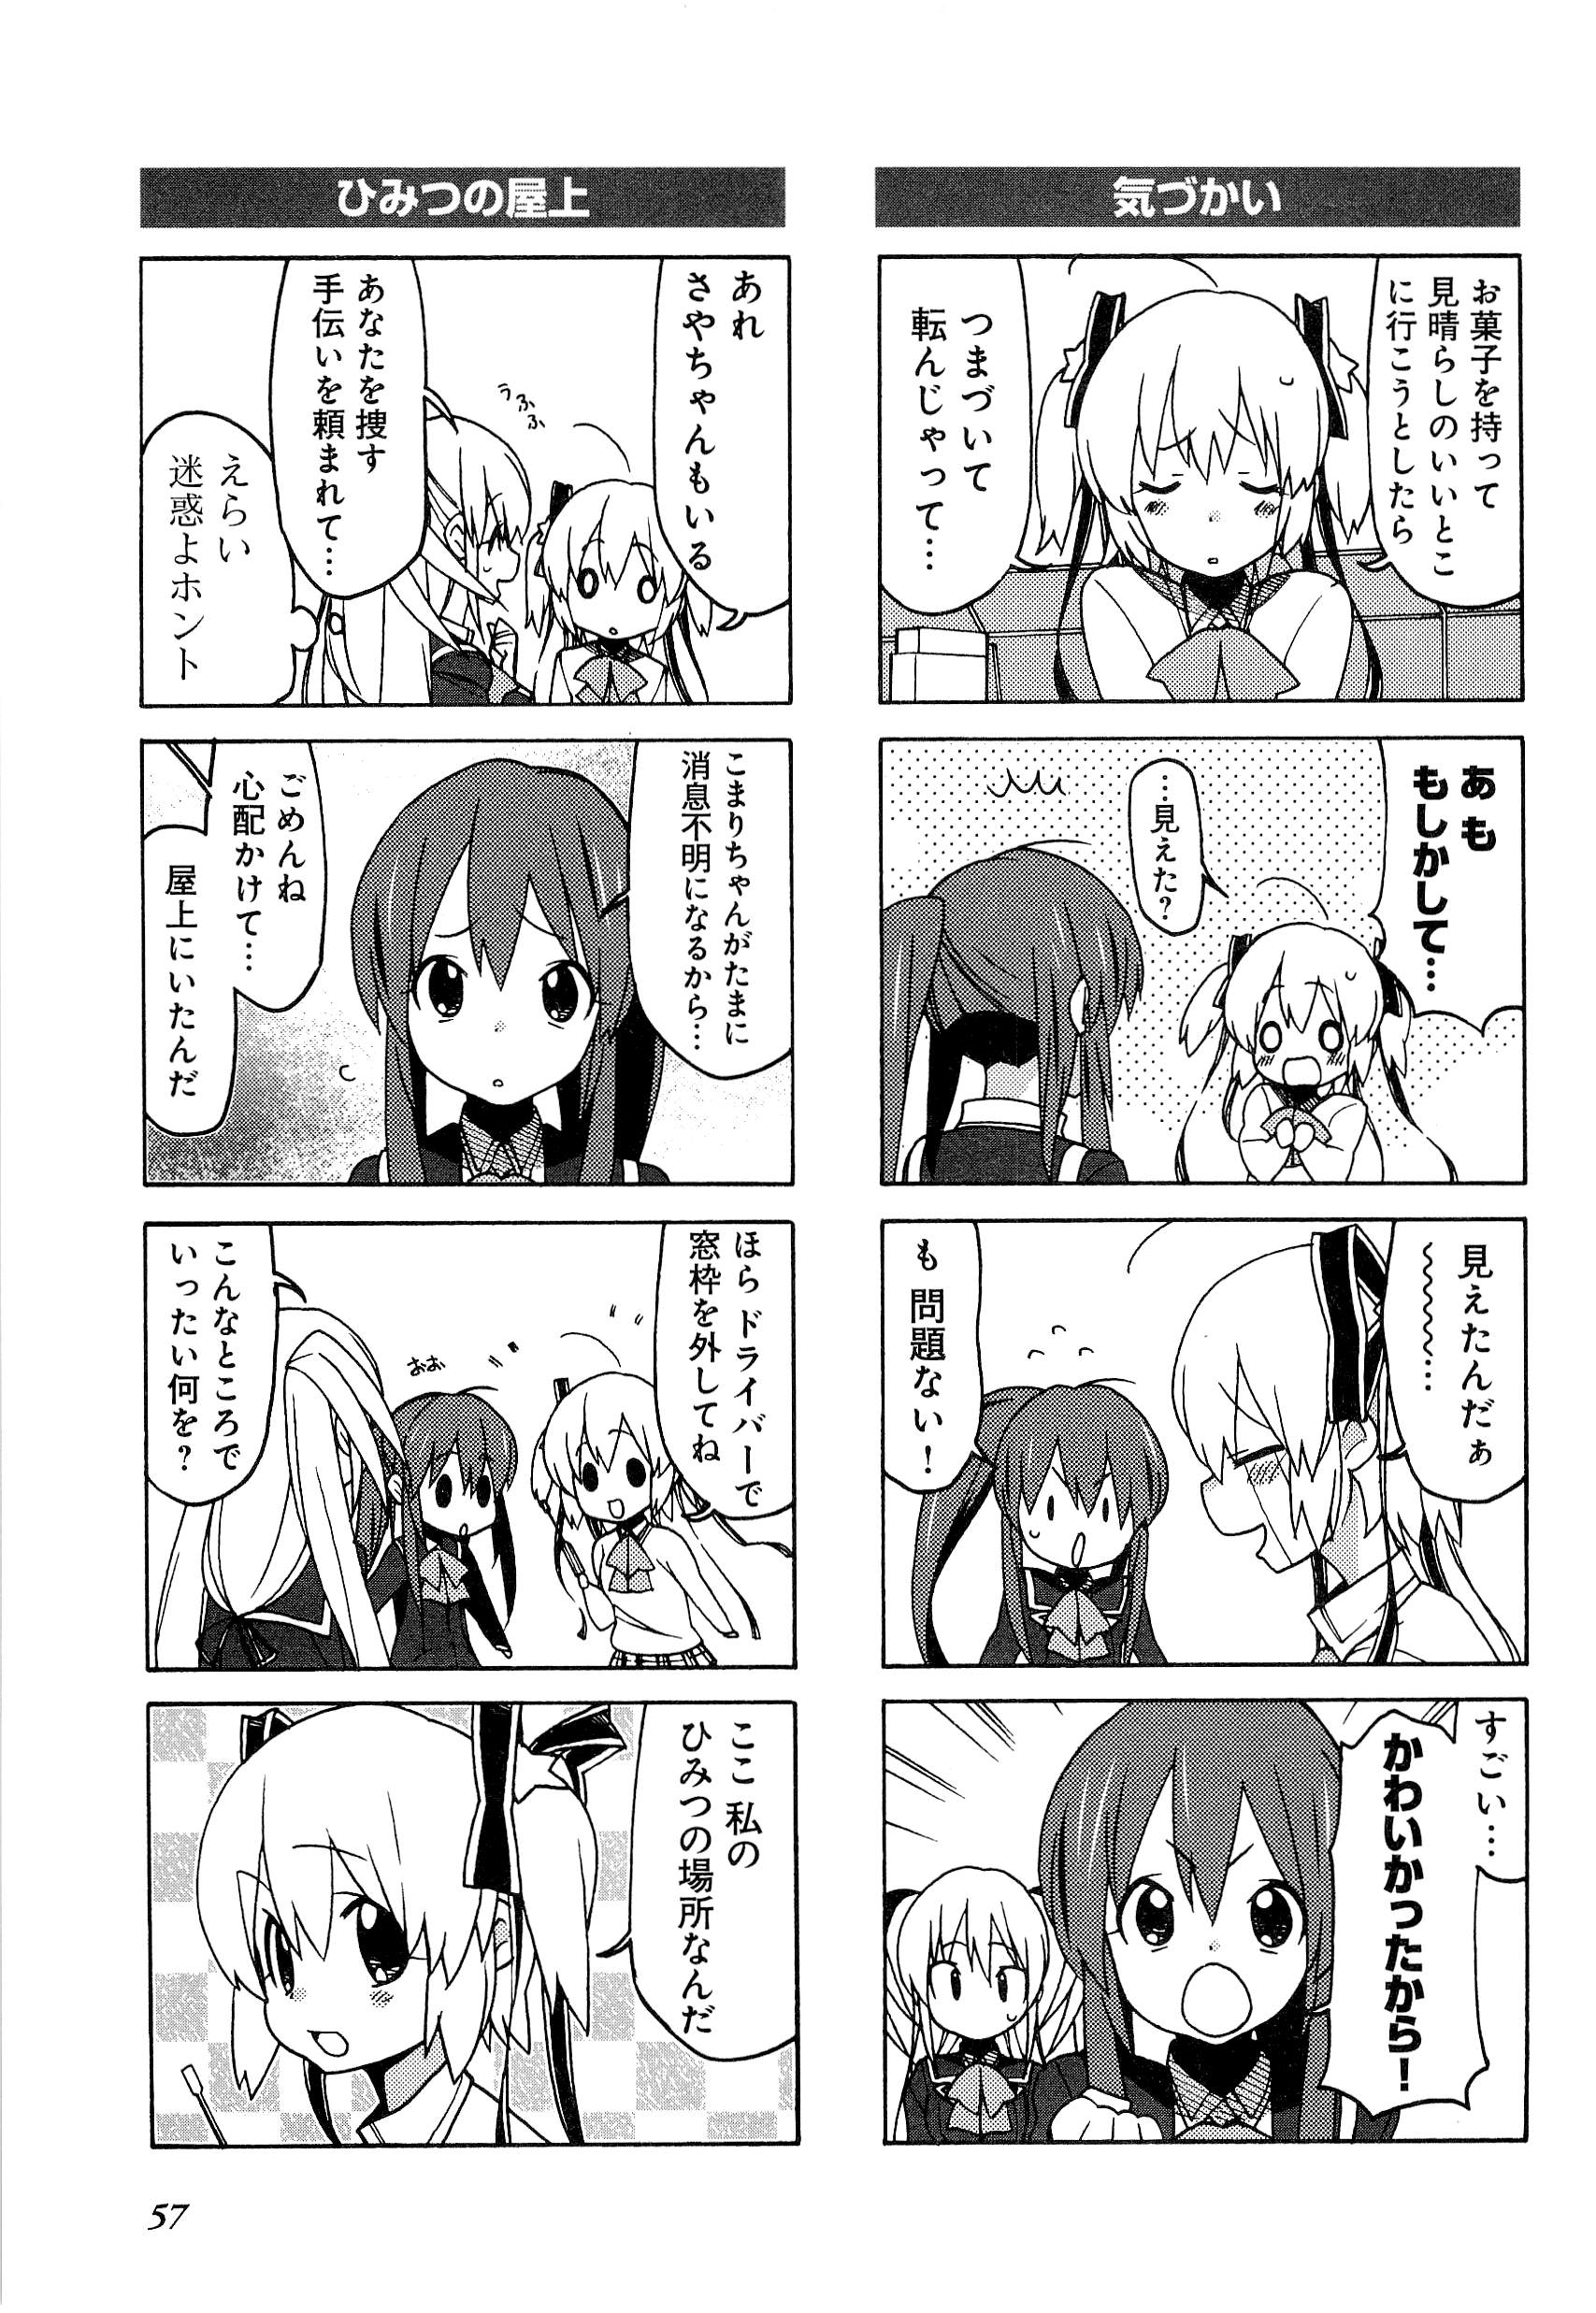 気づかい
お菓子を持って
見晴らしのいいとこ
に行こうとしたら
つまづいて
転んじゃって…
あも
もしかして…
…見えた?
見えたんだぁ
〜〜〜〜…
も 問題ない!
すごい…
かわいかったから!
ひみつの屋上
あれ
さやちゃんもいる
うふふふ
あなたを捜す
手伝いを頼まれて…
えらい
迷惑よホント
こまりちゃんがたまに
消息不明になるから…
ごめんね
心配かけて…
屋上にいたんだ
ほら ドライバーで
窓枠を外してね
おお
こんなところで
いったい何を?
ここ 私の
ひみつの場所なんだ
57